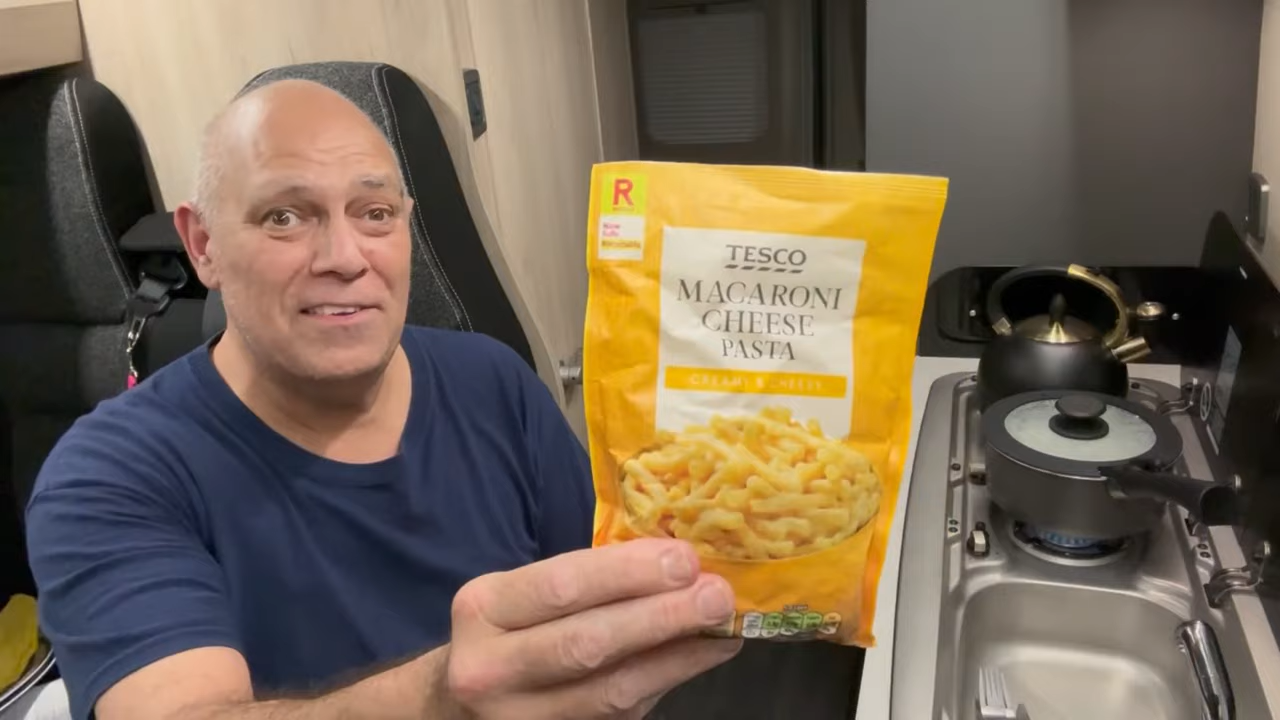 R
TESCO
MACARONI
CHEESE
PASTA
CREAMY & CHEESY